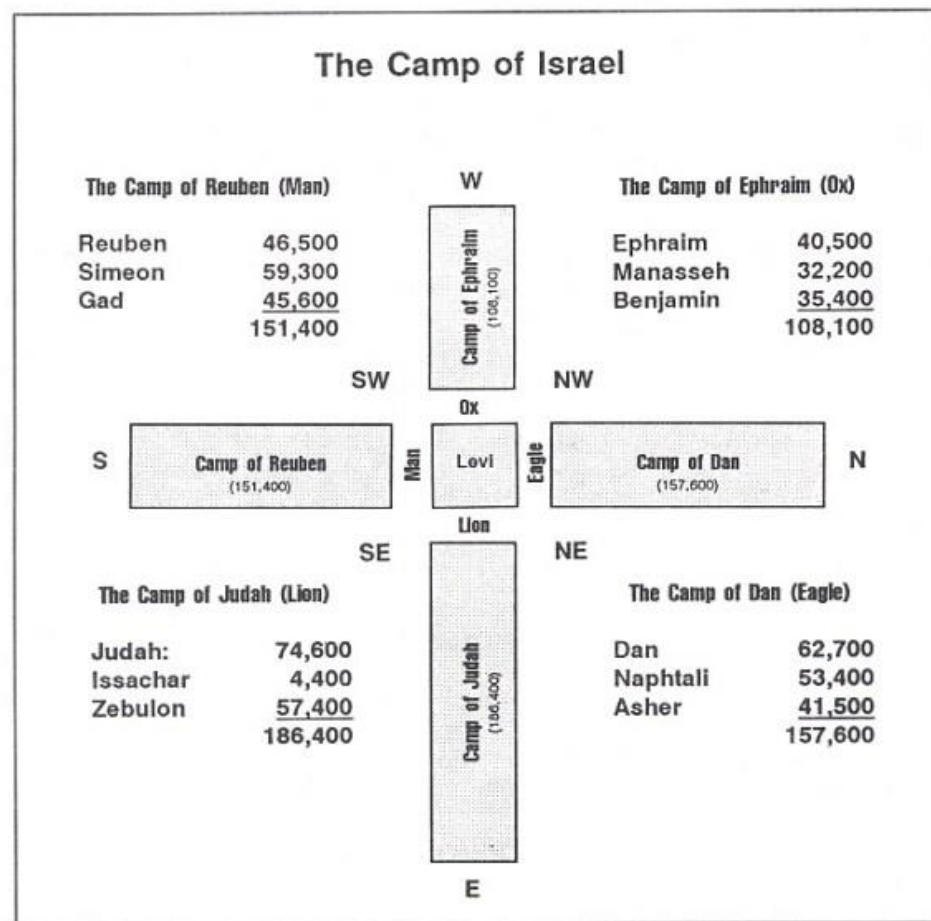 The Camp of Israel
The Camp of Reuben (Man)
Reuben 46,500
Simeon 59,300
Gad 45,600
151,400
W
The Camp of Ephraim (Ox)
Ephraim 40,500
Manasseh 32,200
Benjamin 35,400
108,100
Camp of Ephraim
(108,100)
SW
NW
Ox
S
Camp of Reuben
(151,400)
Man
Levi
Eagle
Camp of Dan
(157,600)
N
Lion
SE
NE
The Camp of Judah (Lion)
Judah: 74,600
Issachar 4,400
Zebulon 57,400
186,400
Camp of Judah
(186,400)
The Camp of Dan (Eagle)
Dan 62,700
Naphtali 53,400
Asher 41,500
157,600
E